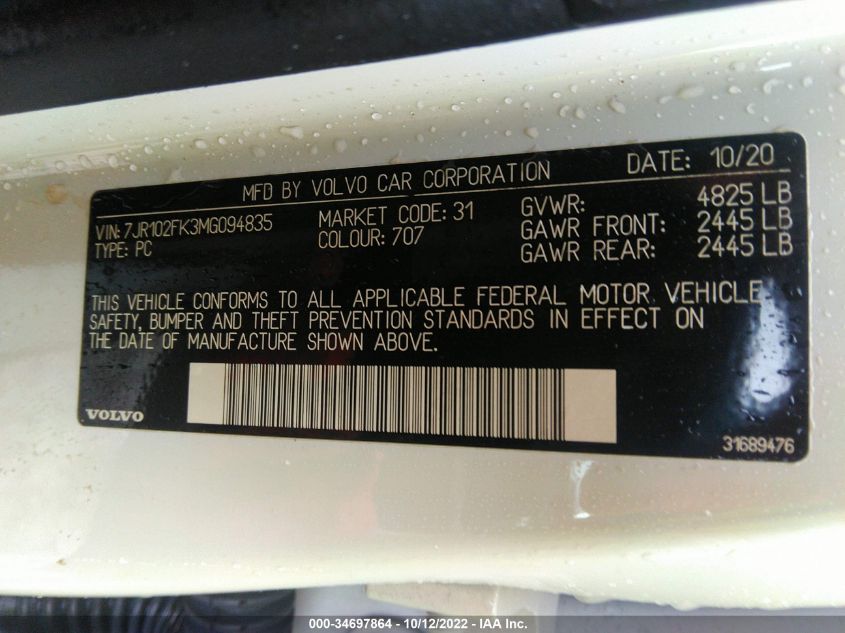 MFD BY VOLVO CAR CORPORATION DATE: 10/20
VIN: 7JR102FK3MG094835 MARKET CODE: 31 GVWR: 4825 LB
TYPE: PC COLOUR: 707 GAWR FRONT: 2445 LB
GAWR REAR: 2445 LB
THIS VEHICLE CONFORMS TO ALL APPLICABLE FEDERAL MOTOR VEHICLE
SAFETY, BUMPER AND THEFT PREVENTION STANDARDS IN EFFECT ON
THE DATE OF MANUFACTURE SHOWN ABOVE.
VOLVO 31689476
000-34697864 - 10/12/2022 - IAA Inc.